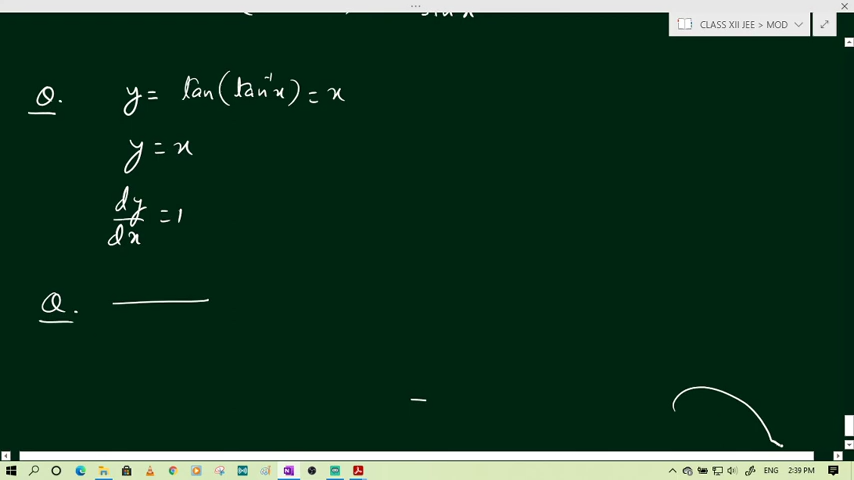 CLASS XII JEE > MOD
Q. y = tan(tan⁻¹x) = x
y = x
dy/dx = 1
Q.
ENG 2:39 PM